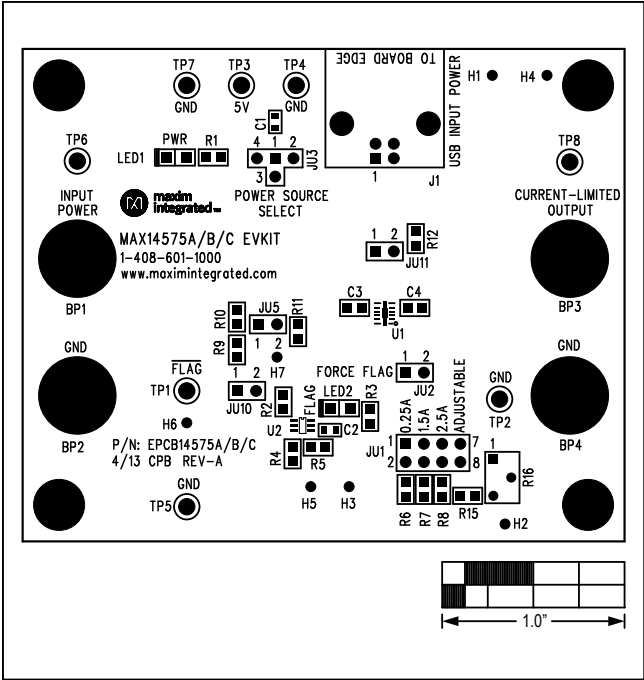 TO BOARD EDGE
TP7
GND
TP3
5V
TP4
GND
USB INPUT POWER
H1
H4
C1
TP6
PWR
R1
LED1
4 1 2
3
JU3
1
J1
TP8
INPUT
POWER
maxim
integrated™
POWER SOURCE
SELECT
CURRENT-LIMITED
OUTPUT
MAX14575A/B/C EVKIT
1-408-601-1000
www.maximintegrated.com
1 2
JU11
R12
BP1
BP3
C3
C4
U1
R10
JU5
R11
1 2
R9
H7
GND
FLAG
TP1
1 2
JU10
R2
FORCE FLAG
FLAG
LED2
R3
1 2
JU2
GND
GND
TP2
H6
U2
C2
0.25A
1.5A
2.5A
ADJUSTABLE
BP2
BP4
P/N: EPCB14575A/B/C
4/13 CPB REV-A
R4
R5
1
2
JU1
7
8
1
R16
GND
TP5
H5
H3
R6
R7
R8
R15
H2
1.0"